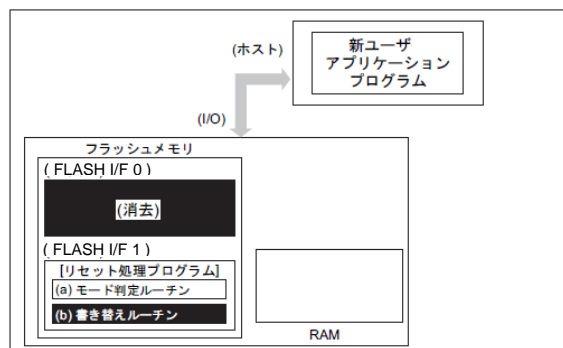 (ホスト)
新ユーザ
アプリケーション
プログラム
(I/O)
フラッシュメモリ
( FLASH I/F 0 )
(消去)
( FLASH I/F 1 )
[リセット処理プログラム]
(a) モード判定ルーチン
(b) 書き替えルーチン
RAM